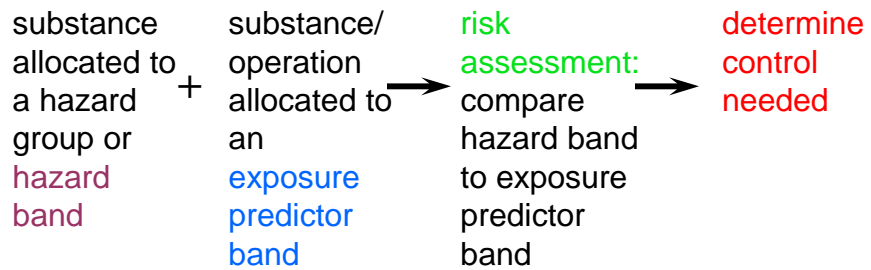 substance
allocated to
a hazard
group or
hazard
band
+
substance/
operation
allocated to
an
exposure
predictor
band
risk
assessment:
compare
hazard band
to exposure
predictor
band
determine
control
needed